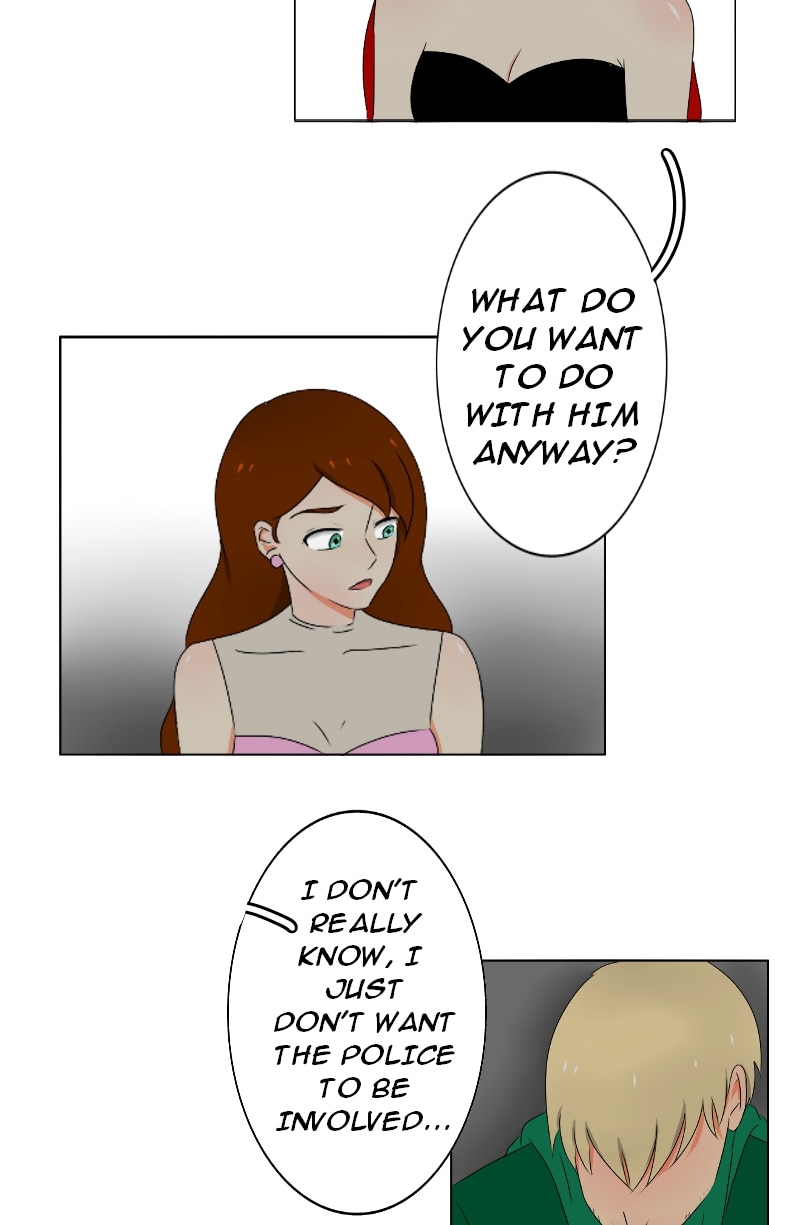 WHAT DO
YOU WANT
TO DO
WITH HIM
ANYWAY?
I DON'T
REALLY
KNOW, I
JUST
DON'T WANT
THE POLICE
TO BE
INVOLVED...